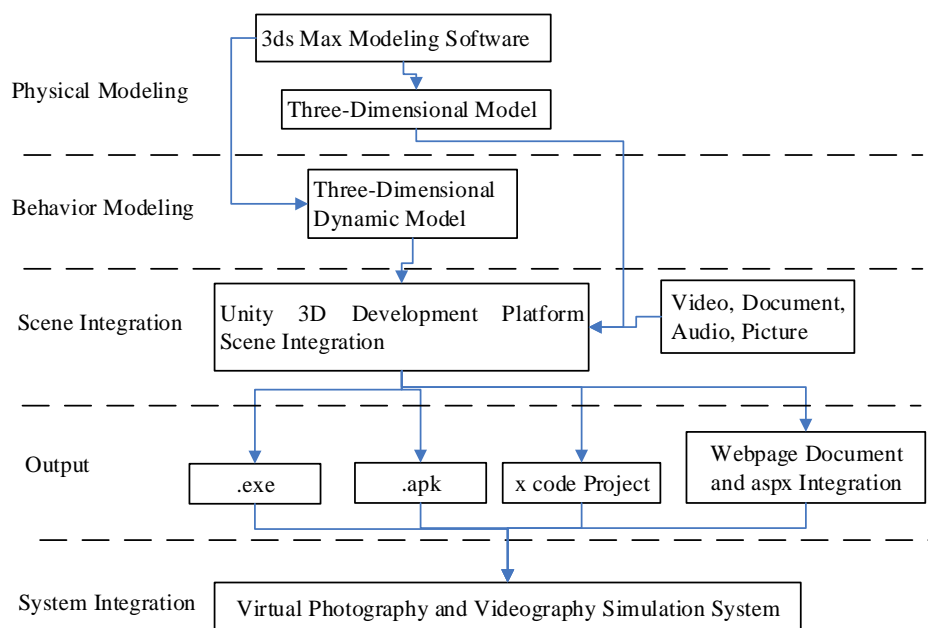 3ds Max Modeling Software
Physical Modeling
Three-Dimensional Model
Behavior Modeling
Three-Dimensional
Dynamic Model
Scene Integration
Unity 3D Development Platform
Scene Integration
Video, Document,
Audio, Picture
Output
.exe
.apk
x code Project
Webpage Document
and aspx Integration
System Integration
Virtual Photography and Videography Simulation System